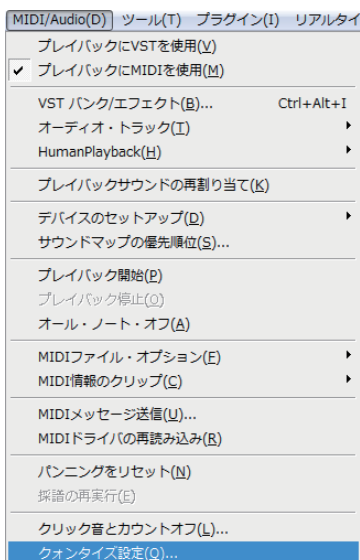 MIDI/Audio(D) ツール(T) プラグイン(I) リアルタイ
プレイバックにVSTを使用(V)
✓ プレイバックにMIDIを使用(M)
VST バンク/エフェクト(B)... Ctrl+Alt+I
オーディオ・トラック(T)
HumanPlayback(H)
プレイバックサウンドの再割り当て(K)
デバイスのセットアップ(D)
サウンドマップの優先順位(S)...
プレイバック開始(P)
プレイバック停止(O)
オール・ノート・オフ(A)
MIDIファイル・オプション(F)
MIDI情報のクリップ(C)
MIDIメッセージ送信(U)...
MIDIドライバの再読み込み(R)
パンニングをリセット(N)
採譜の再実行(E)
クリック音とカウントオフ(L)...
クォンタイズ設定(Q)...